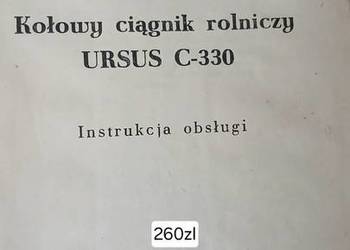 Kołowy ciągnik rolniczy
URSUS C-330
Instrukcja obsługi
260zl